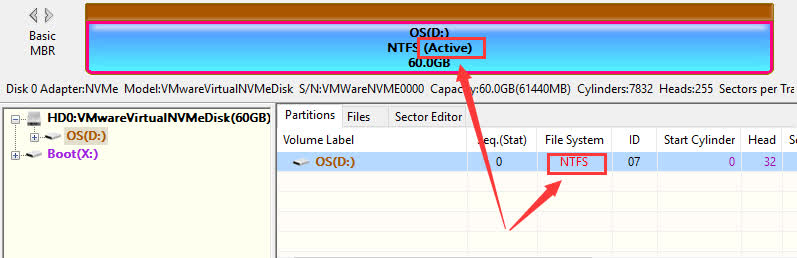 Basic
MBR
OS(D:)
NTFS (Active)
60.0GB
Disk 0 Adapter:NVMe Model:VMwareVirtualNVMeDisk S/N:VMWareNVME0000 Capacity:60.0GB(61440MB) Cylinders:7832 Heads:255 Sectors per Tra
HD0:VMwareVirtualNVMeDisk(60GB)
OS(D:)
Boot(X:)
Partitions Files Sector Editor
Volume Label Seq.(Stat) File System ID Start Cylinder Head
OS(D:) 0 NTFS 07 0 32